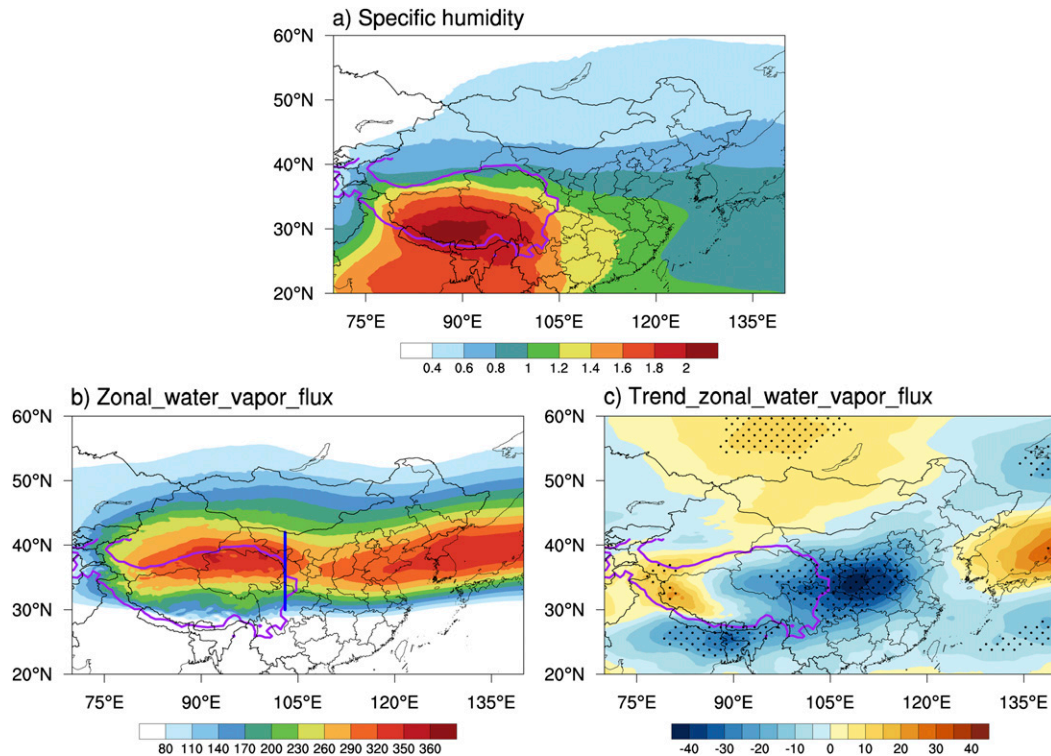 a) Specific humidity
60°N
50°N
40°N
30°N
20°N
75°E 90°E 105°E 120°E 135°E
0.4 0.6 0.8 1 1.2 1.4 1.6 1.8 2
b) Zonal_water_vapor_flux
60°N
50°N
40°N
30°N
20°N
75°E 90°E 105°E 120°E 135°E
80 110 140 170 200 230 260 290 320 350 360
c) Trend_zonal_water_vapor_flux
60°N
50°N
40°N
30°N
20°N
75°E 90°E 105°E 120°E 135°E
-40 -30 -20 -10 0 10 20 30 40